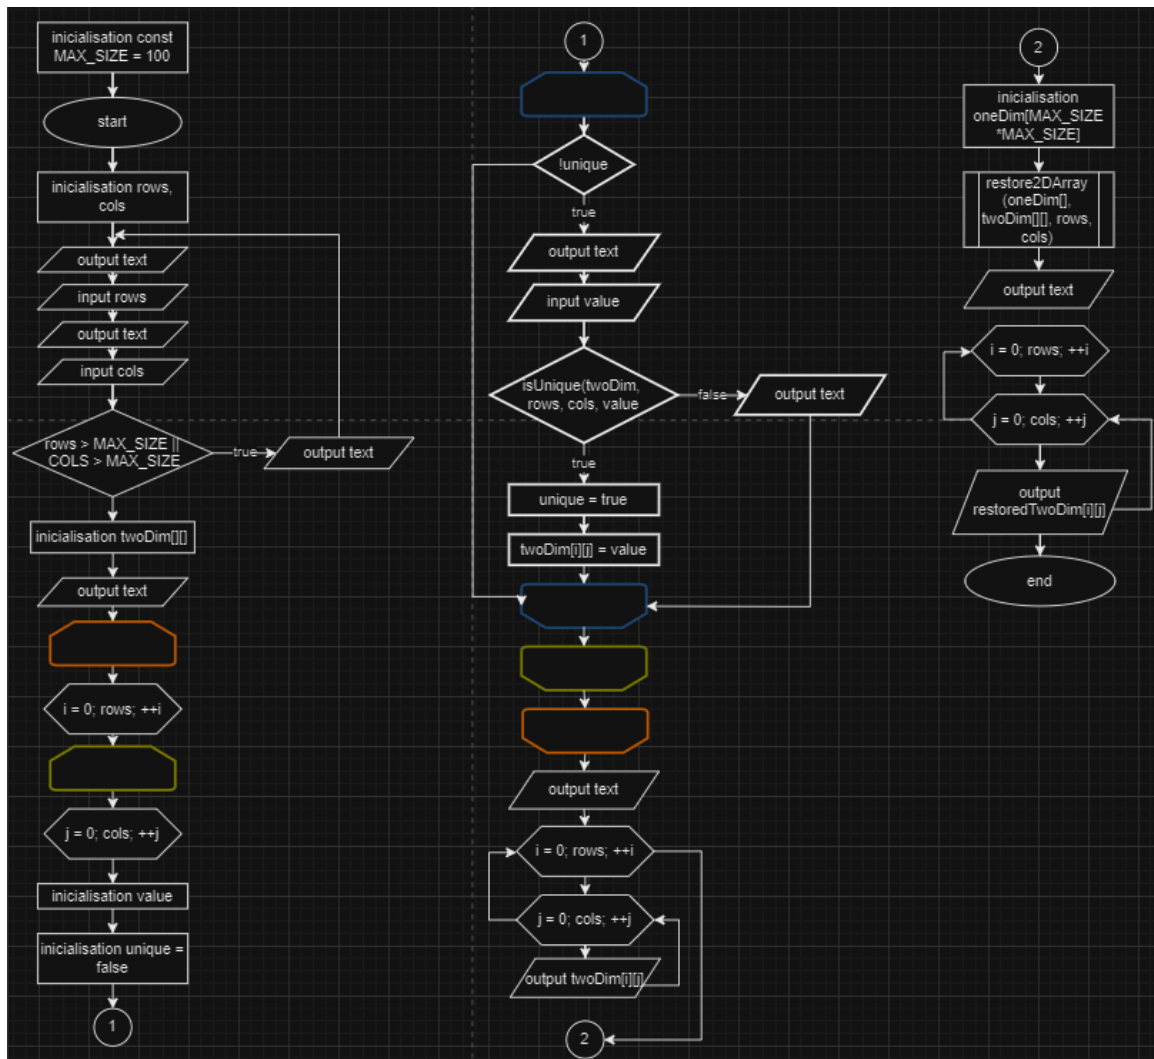 inicialisation const
MAX_SIZE = 100
start
inicialisation rows,
cols
output text
input rows
output text
input cols
rows > MAX_SIZE ||
COLS > MAX_SIZE
true
output text
inicialisation twoDim[][]
output text
i = 0; rows; ++i
j = 0; cols; ++j
inicialisation value
inicialisation unique =
false
1
1
!unique
true
output text
input value
isUnique(twoDim,
rows, cols, value
false
output text
true
unique = true
twoDim[i][j] = value
output text
i = 0; rows; ++i
j = 0; cols; ++j
output twoDim[i][j]
2
2
inicialisation
oneDim[MAX_SIZE
*MAX_SIZE]
restore2DArray
(oneDim[],
twoDim[][], rows,
cols)
output text
i = 0; rows; ++i
j = 0; cols; ++j
output
restoredTwoDim[i][j]
end